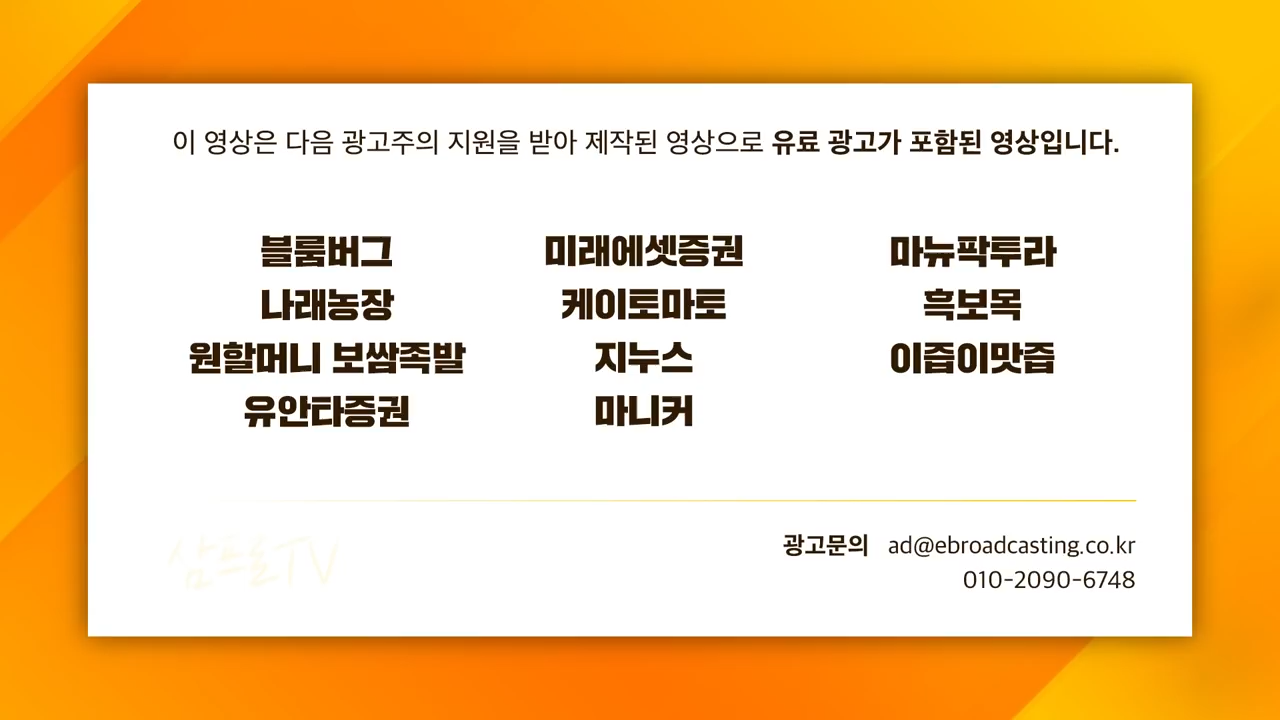 이 영상은 다음 광고주의 지원을 받아 제작된 영상으로 유료 광고가 포함된 영상입니다.
블룸버그 미래에셋증권 마뉴팍투라
나래농장 케이토마토 흑보목
원할머니 보쌈족발 지누스 이즙이맛즙
유안타증권 마니커
삼프로TV
광고문의 ad@ebroadcasting.co.kr
010-2090-6748